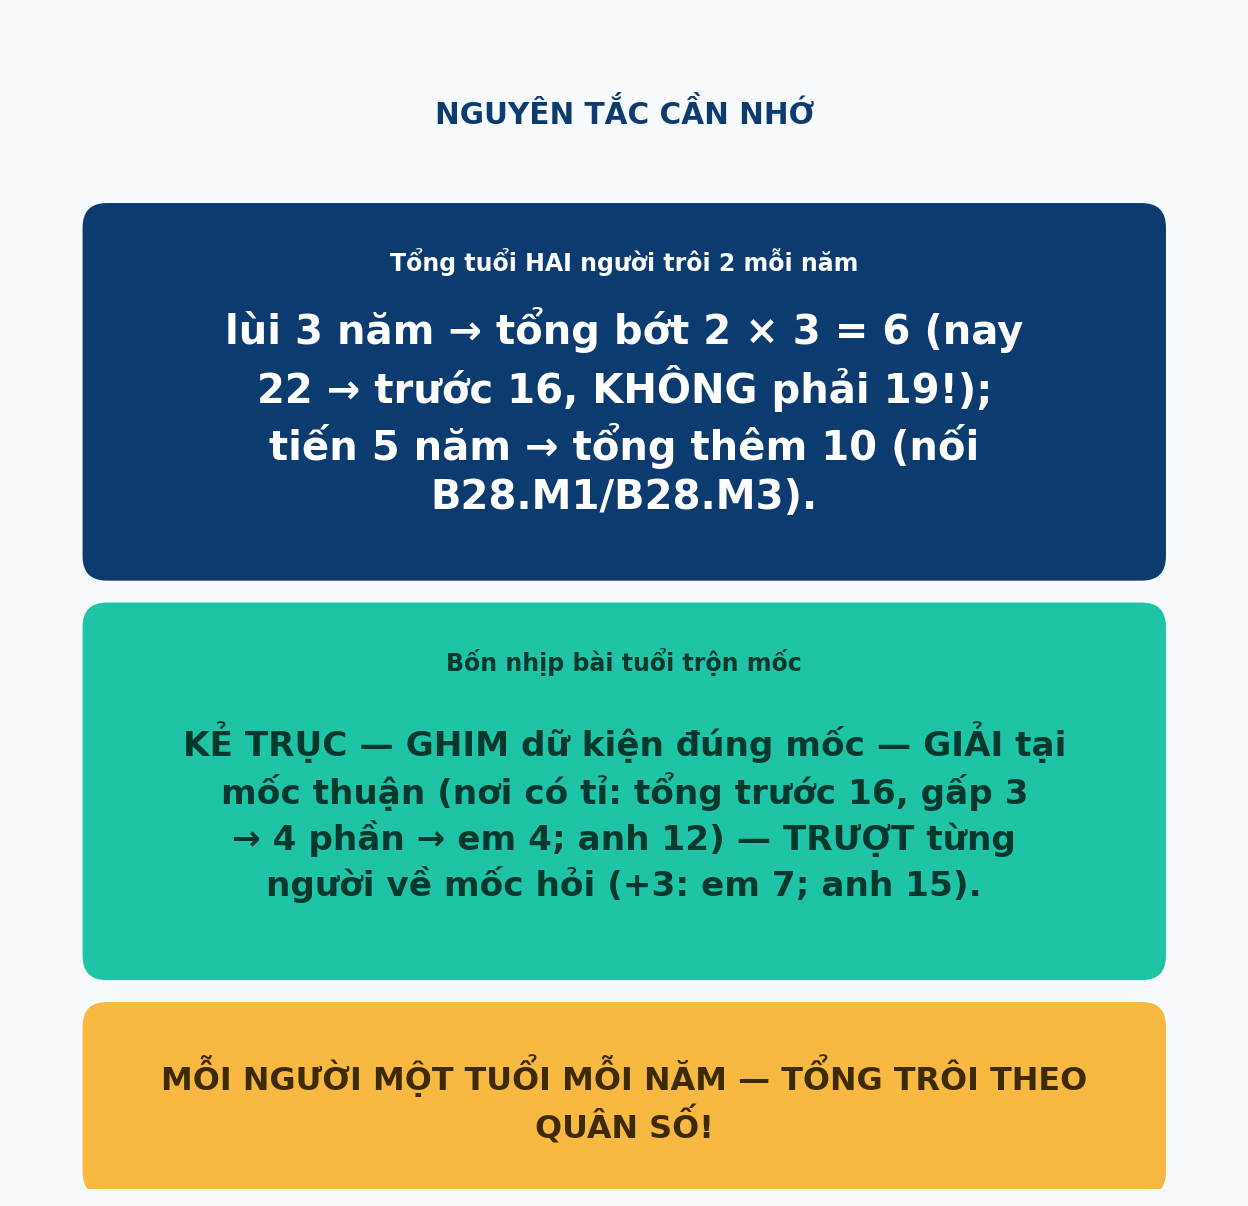 NGUYÊN TẮC CẦN NHỚ
Tổng tuổi HAI người trôi 2 mỗi năm
lùi 3 năm → tổng bớt 2 × 3 = 6 (nay
22 → trước 16, KHÔNG phải 19!);
tiến 5 năm → tổng thêm 10 (nối
B28.M1/B28.M3).
Bốn nhịp bài tuổi trộn mốc
KẺ TRỤC — GHIM dữ kiện đúng mốc — GIẢI tại
mốc thuận (nơi có tỉ: tổng trước 16, gấp 3
→ 4 phần → em 4; anh 12) — TRƯỢT từng
người về mốc hỏi (+3: em 7; anh 15).
MỖI NGƯỜI MỘT TUỔI MỖI NĂM — TỔNG TRÔI THEO
QUÂN SỐ!